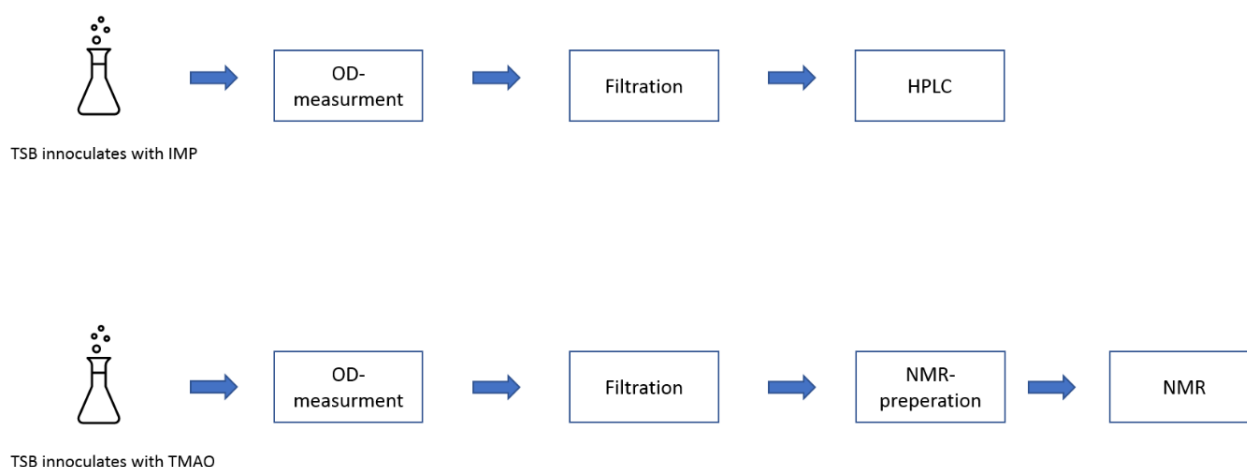 OD-
measurment
Filtration
HPLC
TSB innoculates with IMP
OD-
measurment
Filtration
NMR-
preperation
NMR
TSB innoculates with TMAO